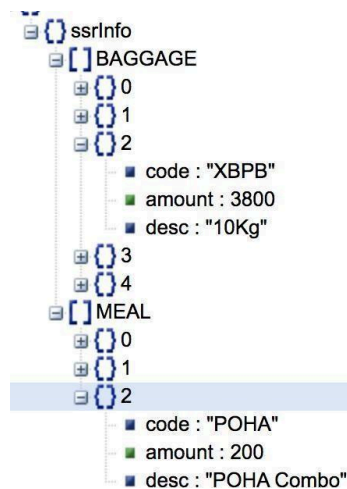 ssrInfo
BAGGAGE
0
1
2
code : "XBPB"
amount : 3800
desc : "10Kg"
3
4
MEAL
0
1
2
code : "POHA"
amount : 200
desc : "POHA Combo"